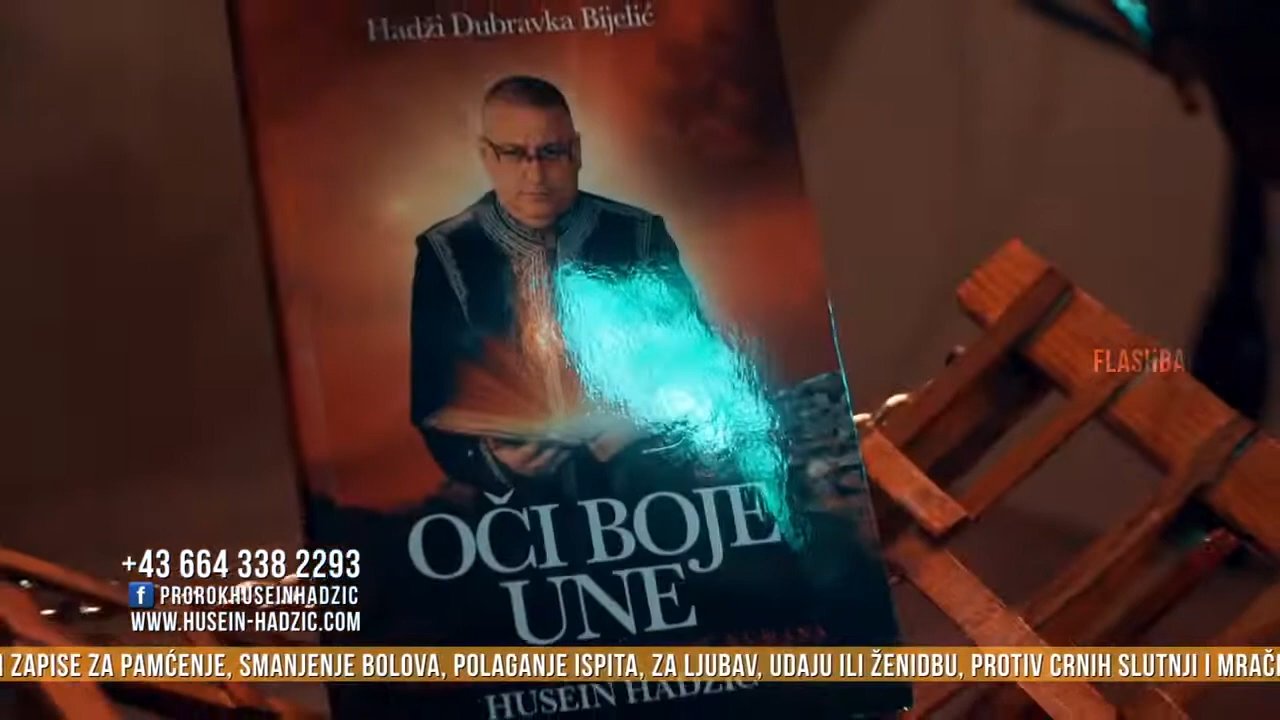 Hadži Dubravka Bijelić
OČI BOJE
UNE
HUSEIN HADŽIĆ
FLASHBA
+43 664 338 2293
PROROKHUSEINHADZIC
WWW.HUSEIN-HADZIC.COM
I ZAPISE ZA PAMĆENJE, SMANJENJE BOLOVA, POLAGANJE ISPITA, ZA LJUBAV, UDAJU ILI ŽENIDBU, PROTIV CRNIH SLUTNJI I MRAČ